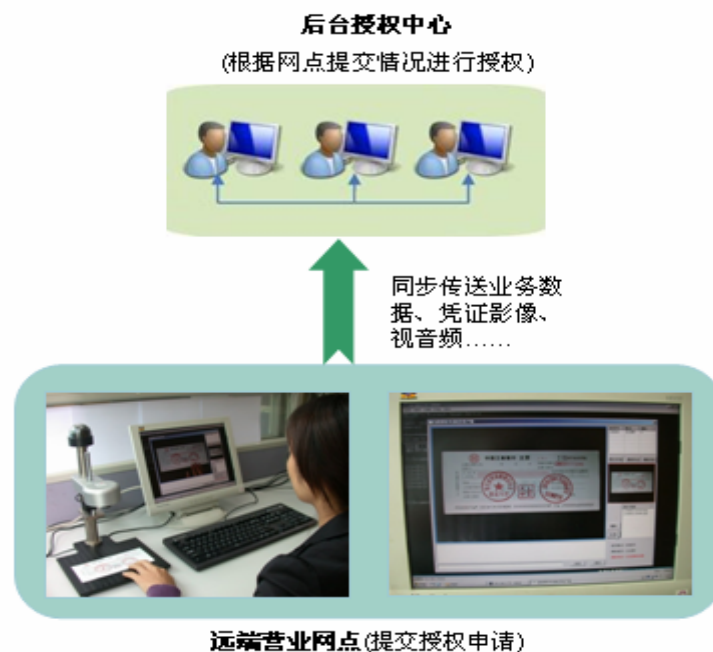 后台授权中心
(根据网点提交情况进行授权)
同步传送业务数
据、凭证影像、
视音频……
远端营业网点(提交授权申请)